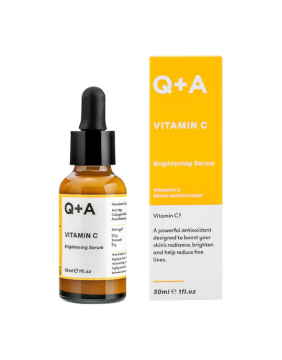 Q+A
VITAMIN C
Brightening Serum
30ml ℮ 1fl.oz
Q+A
VITAMIN C
Brightening Serum
Vitamine C
Vitamin C?
A powerful antioxidant
designed to boost your
skin's radiance, brighten
and help reduce fine
lines.
30ml ℮ 1fl.oz